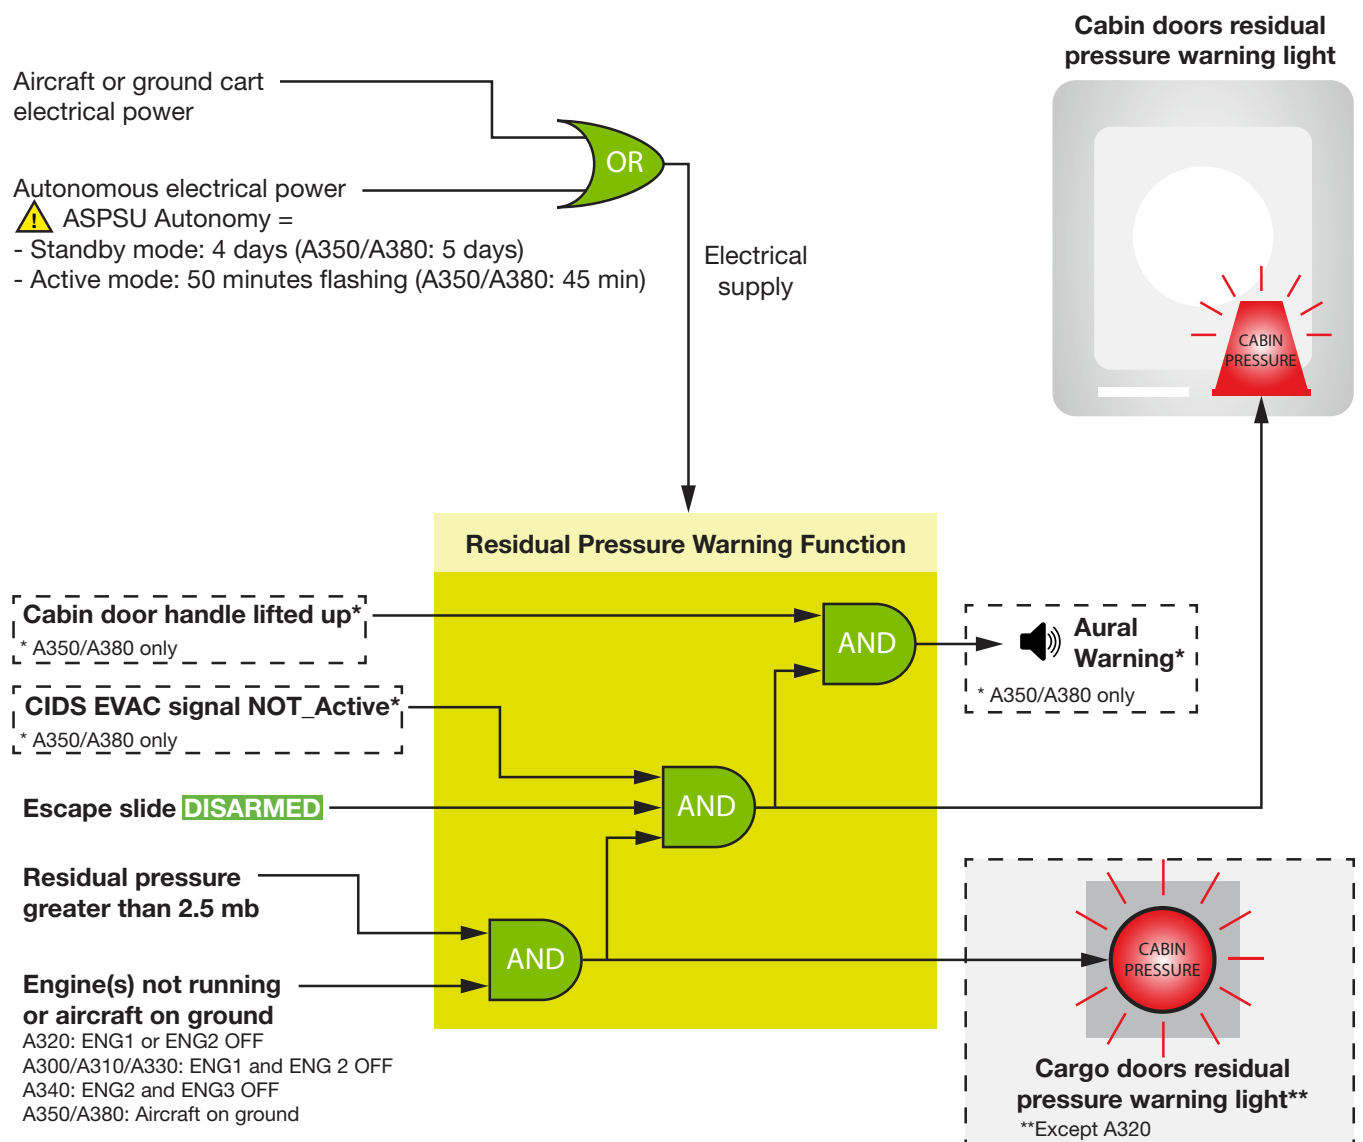 Cabin doors residual
pressure warning light
Aircraft or ground cart
electrical power
OR
Autonomous electrical power
! ASPSU Autonomy =
- Standby mode: 4 days (A350/A380: 5 days)
- Active mode: 50 minutes flashing (A350/A380: 45 min)
Electrical
supply
CABIN
PRESSURE
Residual Pressure Warning Function
Cabin door handle lifted up*
* A350/A380 only
AND
Aural
Warning*
* A350/A380 only
CIDS EVAC signal NOT_Active*
* A350/A380 only
Escape slide DISARMED
AND
Residual pressure
greater than 2.5 mb
AND
CABIN
PRESSURE
Engine(s) not running
or aircraft on ground
A320: ENG1 or ENG2 OFF
A300/A310/A330: ENG1 and ENG 2 OFF
A340: ENG2 and ENG3 OFF
A350/A380: Aircraft on ground
Cargo doors residual
pressure warning light**
**Except A320